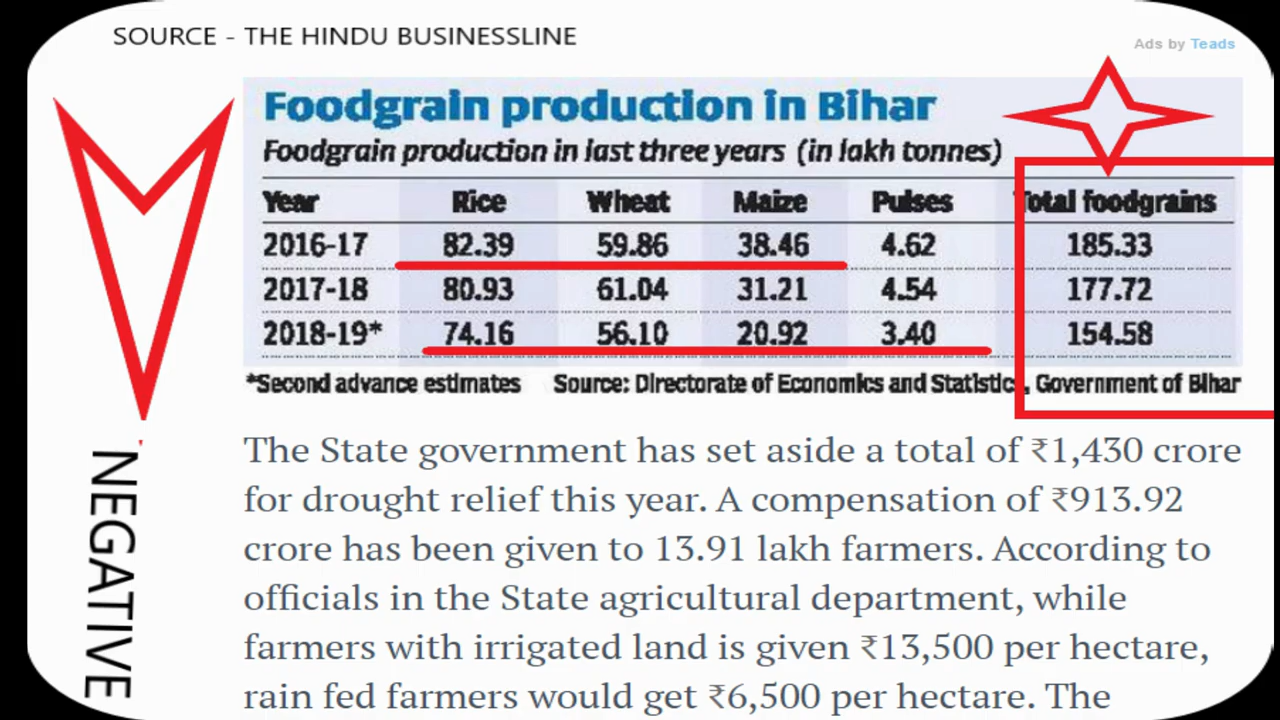 SOURCE - THE HINDU BUSINESSLINE
Ads by Teads
Foodgrain production in Bihar
Foodgrain production in last three years (in lakh tonnes)
Year Rice Wheat Maize Pulses Total foodgrains
2016-17 82.39 59.86 38.46 4.62 185.33
2017-18 80.93 61.04 31.21 4.54 177.72
2018-19* 74.16 56.10 20.92 3.40 154.58
*Second advance estimates Source: Directorate of Economics and Statistics, Government of Bihar
NEGATIVE
The State government has set aside a total of ₹1,430 crore
for drought relief this year. A compensation of ₹913.92
crore has been given to 13.91 lakh farmers. According to
officials in the State agricultural department, while
farmers with irrigated land is given ₹13,500 per hectare,
rain fed farmers would get ₹6,500 per hectare. The